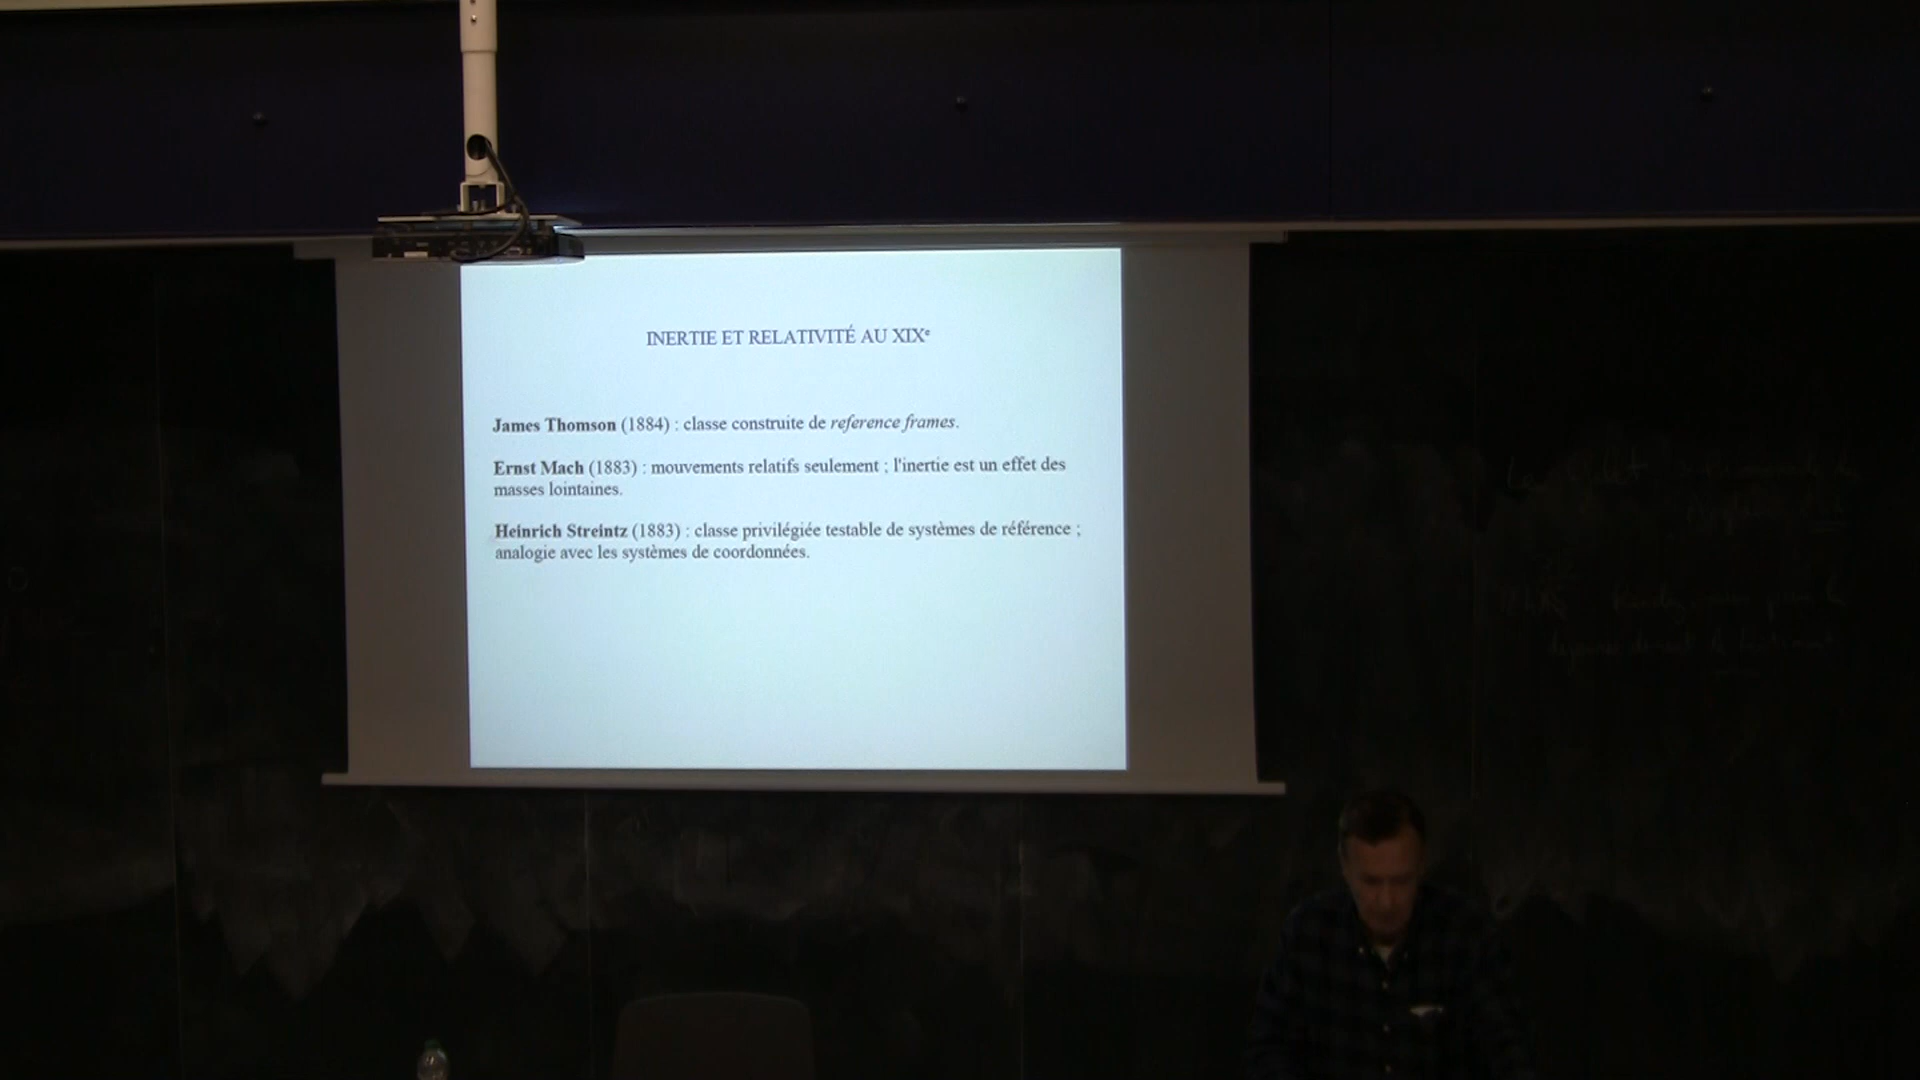 INERTIE ET RELATIVITÉ AU XIXe
James Thomson (1884) : classe construite de reference frames.
Ernst Mach (1883) : mouvements relatifs seulement ; l'inertie est un effet des
masses lointaines.
Heinrich Streintz (1883) : classe privilégiée testable de systèmes de référence ;
analogie avec les systèmes de coordonnées.